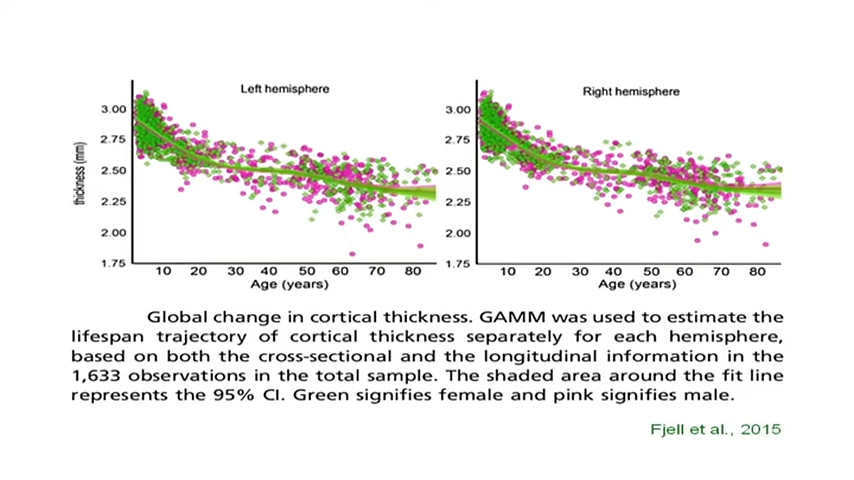 Left hemisphere
Right hemisphere
3.00
2.75
2.50
2.25
2.00
1.75
thickness (mm)
10 20 30 40 50 60 70 80
Age (years)
3.00
2.75
2.50
2.25
2.00
1.75
10 20 30 40 50 60 70 80
Age (years)
Global change in cortical thickness. GAMM was used to estimate the
lifespan trajectory of cortical thickness separately for each hemisphere,
based on both the cross-sectional and the longitudinal information in the
1,633 observations in the total sample. The shaded area around the fit line
represents the 95% CI. Green signifies female and pink signifies male.
Fjell et al., 2015